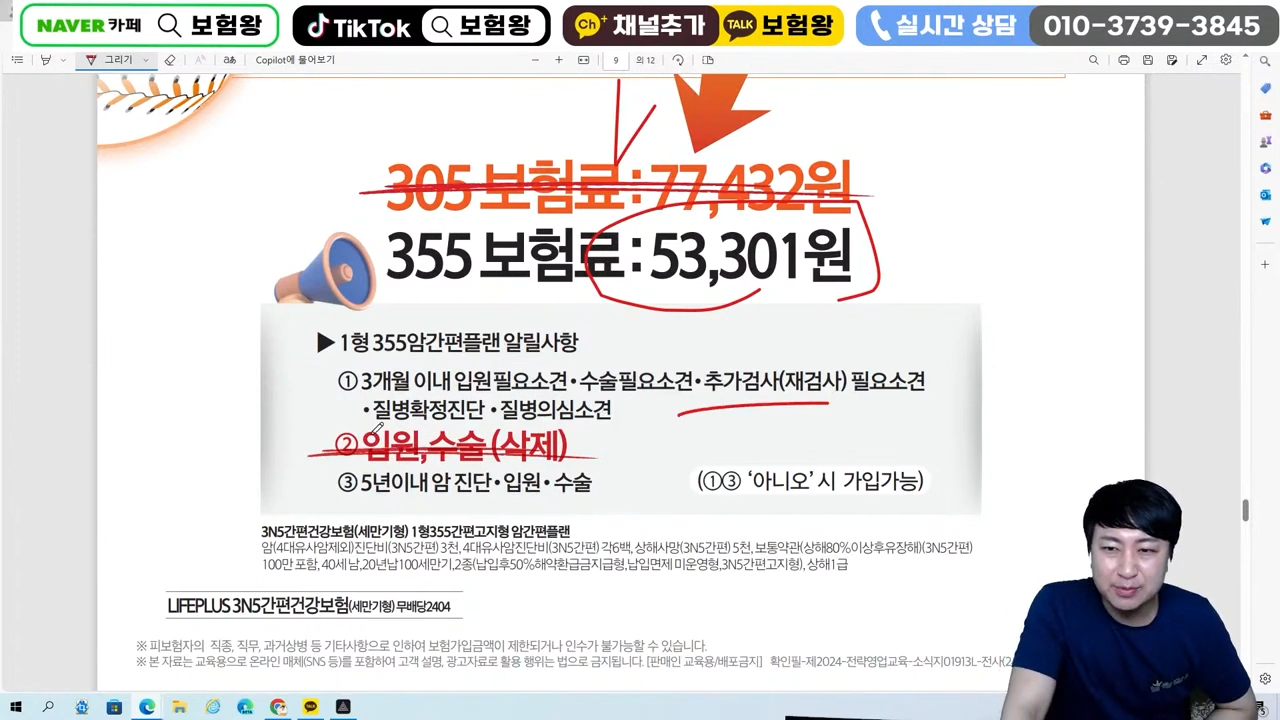 NAVER 카페 보험왕
TikTok 보험왕
Ch+ 채널추가 TALK 보험왕
실시간 상담 010-3739-3845
그리기
가あ
Copilot에 물어보기
9 의 12
305 보험료 : 77,432원
355 보험료 : 53,301원
▶ 1형 355암간편플랜 알릴사항
① 3개월 이내 입원 필요소견 • 수술필요소견 • 추가검사(재검사) 필요소견
• 질병확정진단 • 질병의심소견
② 입원,수술 (삭제)
③ 5년이내 암 진단 • 입원 • 수술 (①③ ‘아니오’ 시 가입가능)
3N5간편건강보험(세만기형) 1형355간편고지형 암간편플랜
암(4대유사암제외)진단비(3N5간편) 3천, 4대유사암진단비(3N5간편) 각6백, 상해사망(3N5간편) 5천, 보통약관(상해80%이상후유장해)(3N5간편)
100만 포함, 40세 남,20년납100세만기,2종(납입후50%해약환급금지급형,납입면제 미운영형,3N5간편고지형), 상해1급
LIFEPLUS 3N5간편건강보험(세만기형) 무배당2404
※ 피보험자의 직종, 직무, 과거상병 등 기타사항으로 인하여 보험가입금액이 제한되거나 인수가 불가능할 수 있습니다.
※ 본 자료는 교육용으로 온라인 매체(SNS 등)를 포함하여 고객 설명, 광고자료로 활용 행위는 법으로 금지됩니다. [판매인 교육용/배포금지] 확인필-제2024-전략영업교육-소식지01913L-전사(2